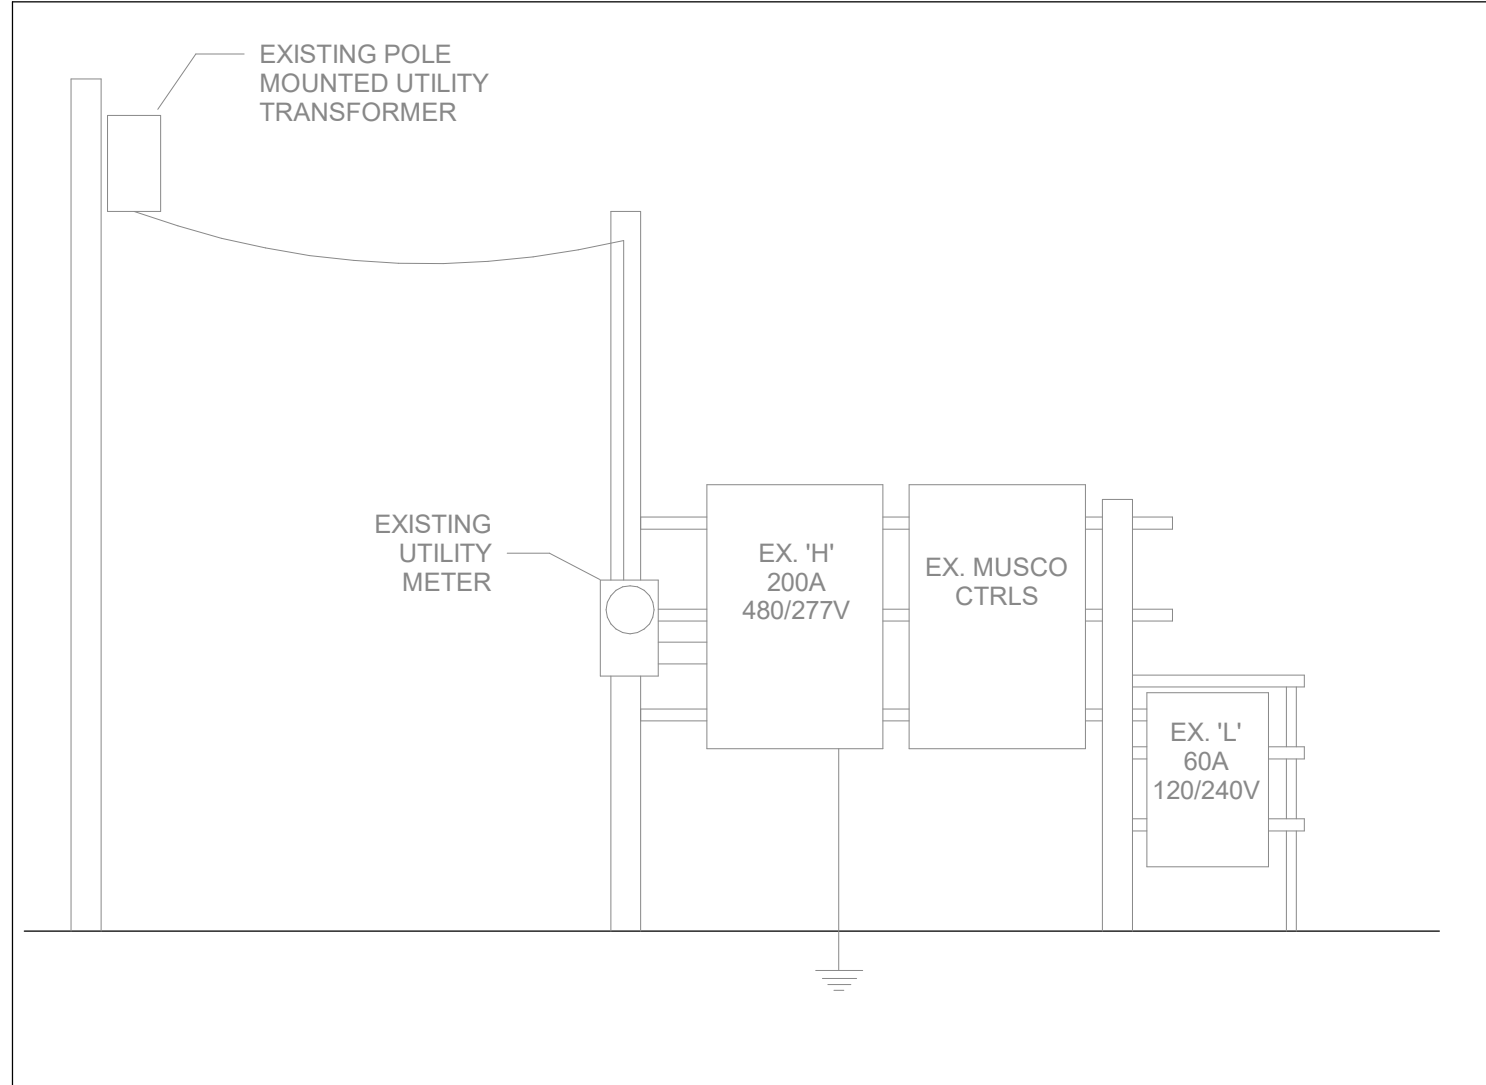 EXISTING POLE
MOUNTED UTILITY
TRANSFORMER
EXISTING
UTILITY
METER
EX. 'H'
200A
480/277V
EX. MUSCO
CTRLS
EX. 'L'
60A
120/240V